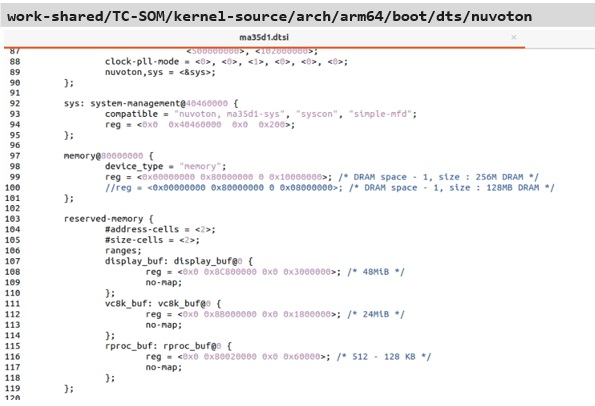 work-shared/TC-SOM/kernel-source/arch/arm64/boot/dts/nuvoton
ma35d1.dtsi ×
87 <500000000>, <102000000>;
88 clock-pll-mode = <0>, <0>, <1>, <0>, <0>, <0>;
89 nuvoton,sys = <&sys>;
90 };
91
92 sys: system-management@40460000 {
93 compatible = "nuvoton, ma35d1-sys", "syscon", "simple-mfd";
94 reg = <0x0 0x40460000 0x0 0x200>;
95 };
96
97 memory@80000000 {
98 device_type = "memory";
99 reg = <0x00000000 0x80000000 0 0x10000000>; /* DRAM space - 1, size : 256M DRAM */
100 //reg = <0x00000000 0x80000000 0 0x08000000>; /* DRAM space - 1, size : 128MB DRAM */
101 };
102
103 reserved-memory {
104 #address-cells = <2>;
105 #size-cells = <2>;
106 ranges;
107 display_buf: display_buf@0 {
108 reg = <0x0 0x8C800000 0x0 0x3000000>; /* 48MiB */
109 no-map;
110 };
111 vc8k_buf: vc8k_buf@0 {
112 reg = <0x0 0x8B000000 0x0 0x1800000>; /* 24MiB */
113 no-map;
114 };
115 rproc_buf: rproc_buf@0 {
116 reg = <0x0 0x80020000 0x0 0x60000>; /* 512 - 128 KB */
117 no-map;
118 };
119 };
120